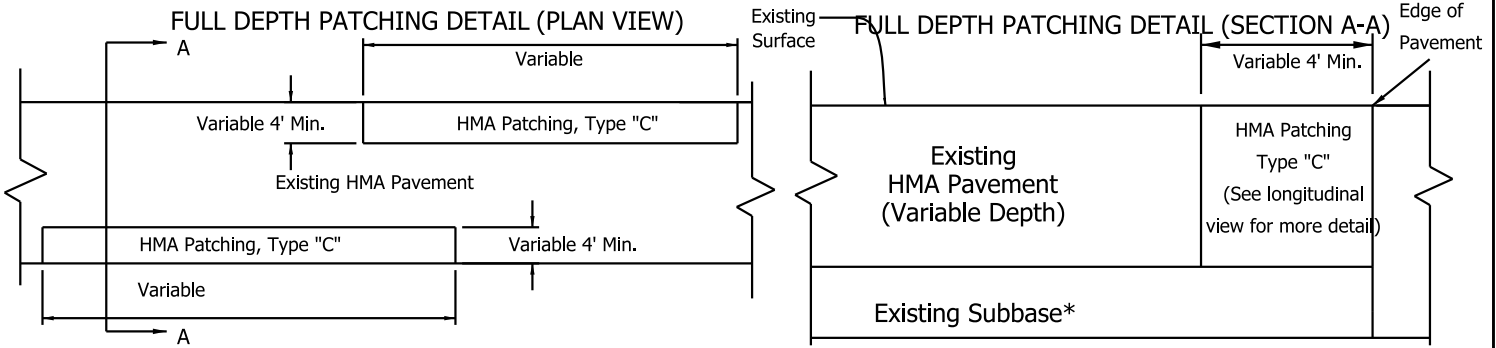 FULL DEPTH PATCHING DETAIL (PLAN VIEW)
A
Variable
Variable 4' Min.
HMA Patching, Type "C"
Existing HMA Pavement
HMA Patching, Type "C"
Variable 4' Min.
Variable
A
Existing
Surface
FULL DEPTH PATCHING DETAIL (SECTION A-A)
Edge of
Pavement
Variable 4' Min.
Existing
HMA Pavement
(Variable Depth)
HMA Patching
Type "C"
(See longitudinal
view for more detail)
Existing Subbase*